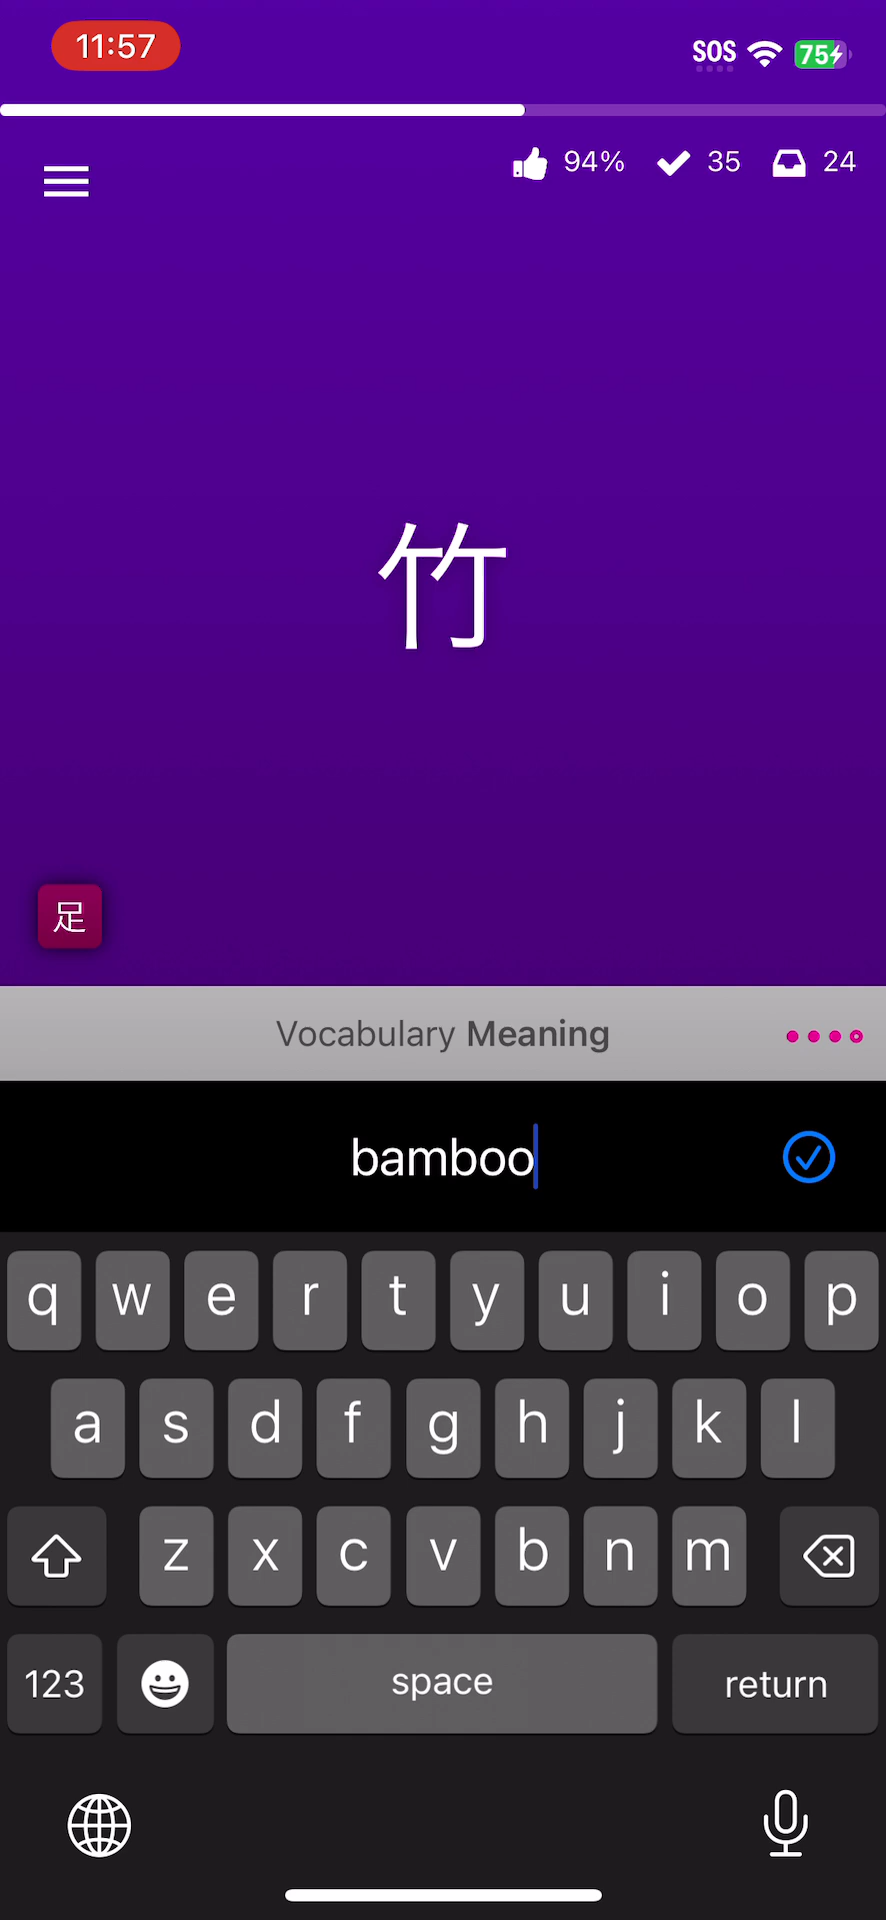 11:57
SOS
75
94%
35
24
竹
足
Vocabulary Meaning
bamboo
q w e r t y u i o p
a s d f g h j k l
z x c v b n m
123
space
return